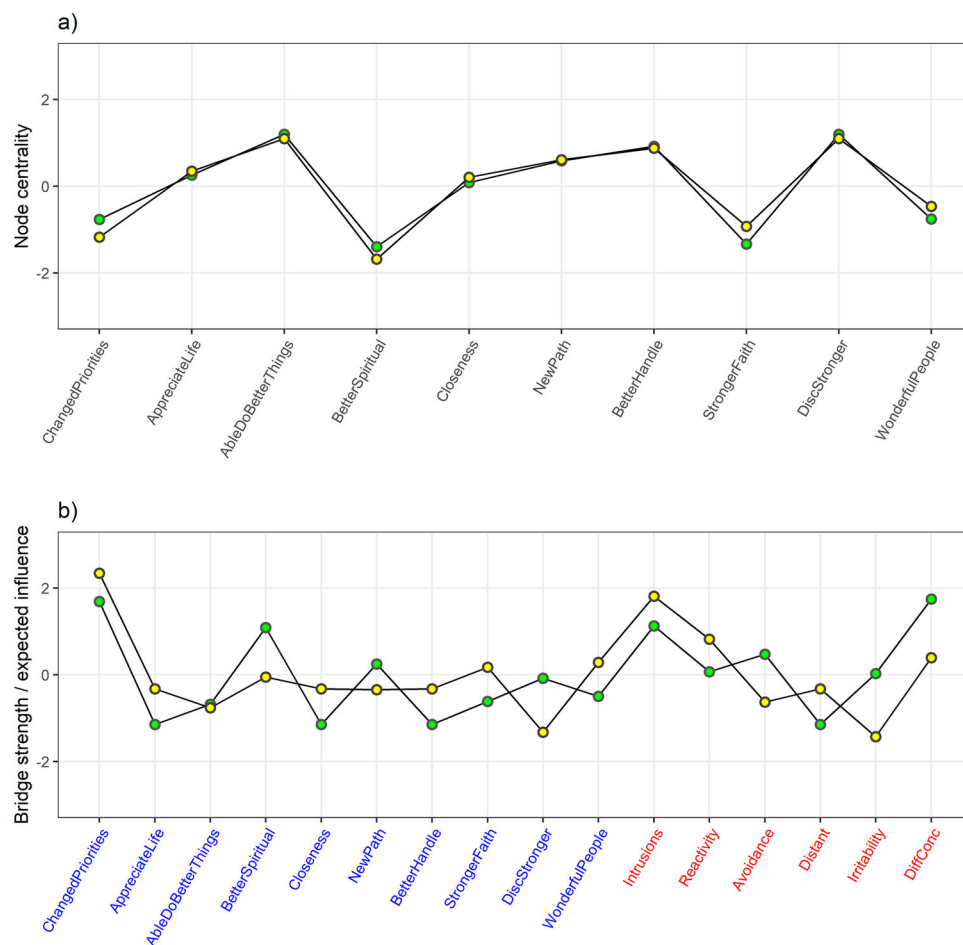 a)
Node centrality
2
0
-2
ChangedPriorities
AppreciateLife
AbleDoBetterThings
BetterSpiritual
Closeness
NewPath
BetterHandle
StrongerFaith
DiscStronger
WonderfulPeople
b)
Bridge strength / expected influence
2
0
-2
ChangedPriorities
AppreciateLife
AbleDoBetterThings
BetterSpiritual
Closeness
NewPath
BetterHandle
StrongerFaith
DiscStronger
WonderfulPeople
Intrusions
Reactivity
Avoidance
Distant
Irritability
DiffConc